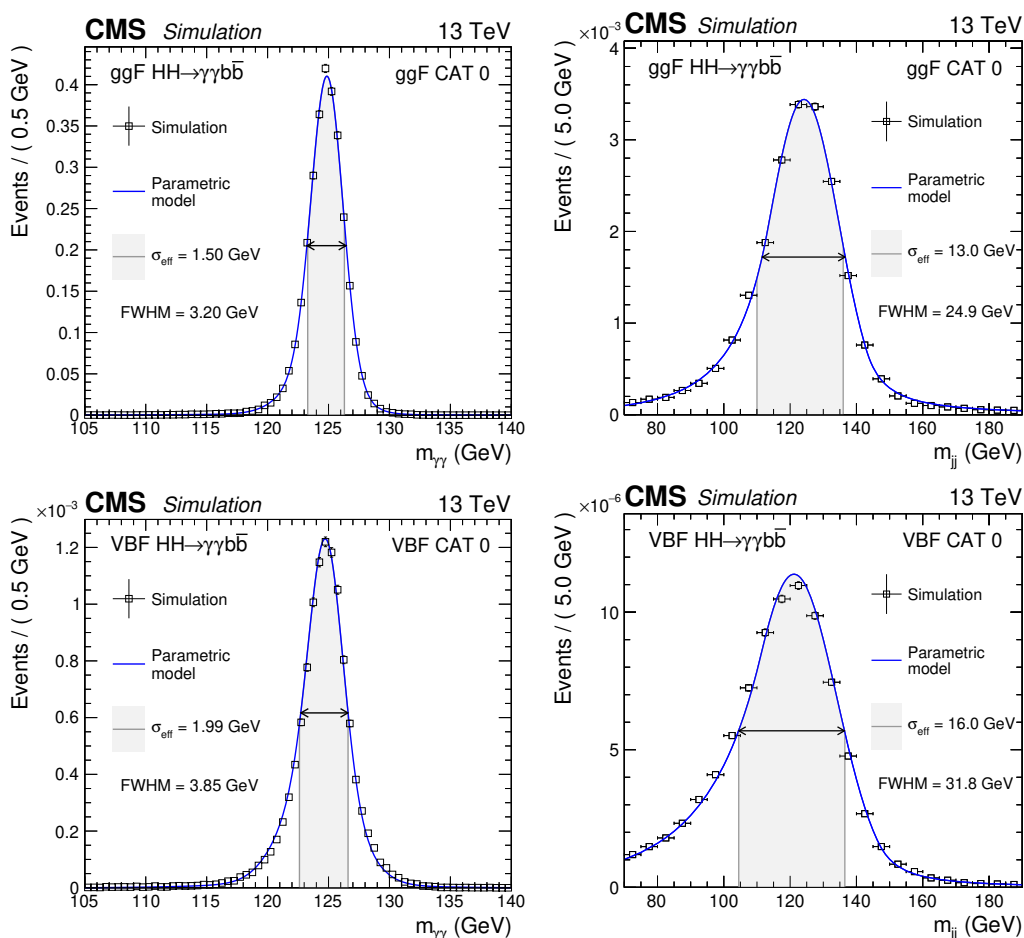 CMS Simulation 13 TeV
Events / ( 0.5 GeV)
ggF HH→γγbb̅ ggF CAT 0
Simulation
Parametric
model
σeff = 1.50 GeV
FWHM = 3.20 GeV
0.4
0.35
0.3
0.25
0.2
0.15
0.1
0.05
0
105 110 115 120 125 130 135 140
mγγ (GeV)
CMS Simulation 13 TeV
×10⁻³
Events / ( 5.0 GeV)
ggF HH→γγbb̅ ggF CAT 0
Simulation
Parametric
model
σeff = 13.0 GeV
FWHM = 24.9 GeV
4
3
2
1
0
80 100 120 140 160 180
mjj (GeV)
CMS Simulation 13 TeV
×10⁻³
Events / ( 0.5 GeV)
VBF HH→γγbb̅ VBF CAT 0
Simulation
Parametric
model
σeff = 1.99 GeV
FWHM = 3.85 GeV
1.2
1
0.8
0.6
0.4
0.2
0
105 110 115 120 125 130 135 140
mγγ (GeV)
CMS Simulation 13 TeV
×10⁻⁶
Events / ( 5.0 GeV)
VBF HH→γγbb̅ VBF CAT 0
Simulation
Parametric
model
σeff = 16.0 GeV
FWHM = 31.8 GeV
10
5
0
80 100 120 140 160 180
mjj (GeV)